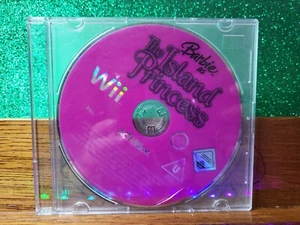 Barbie
as
The Island
Princess
Wii